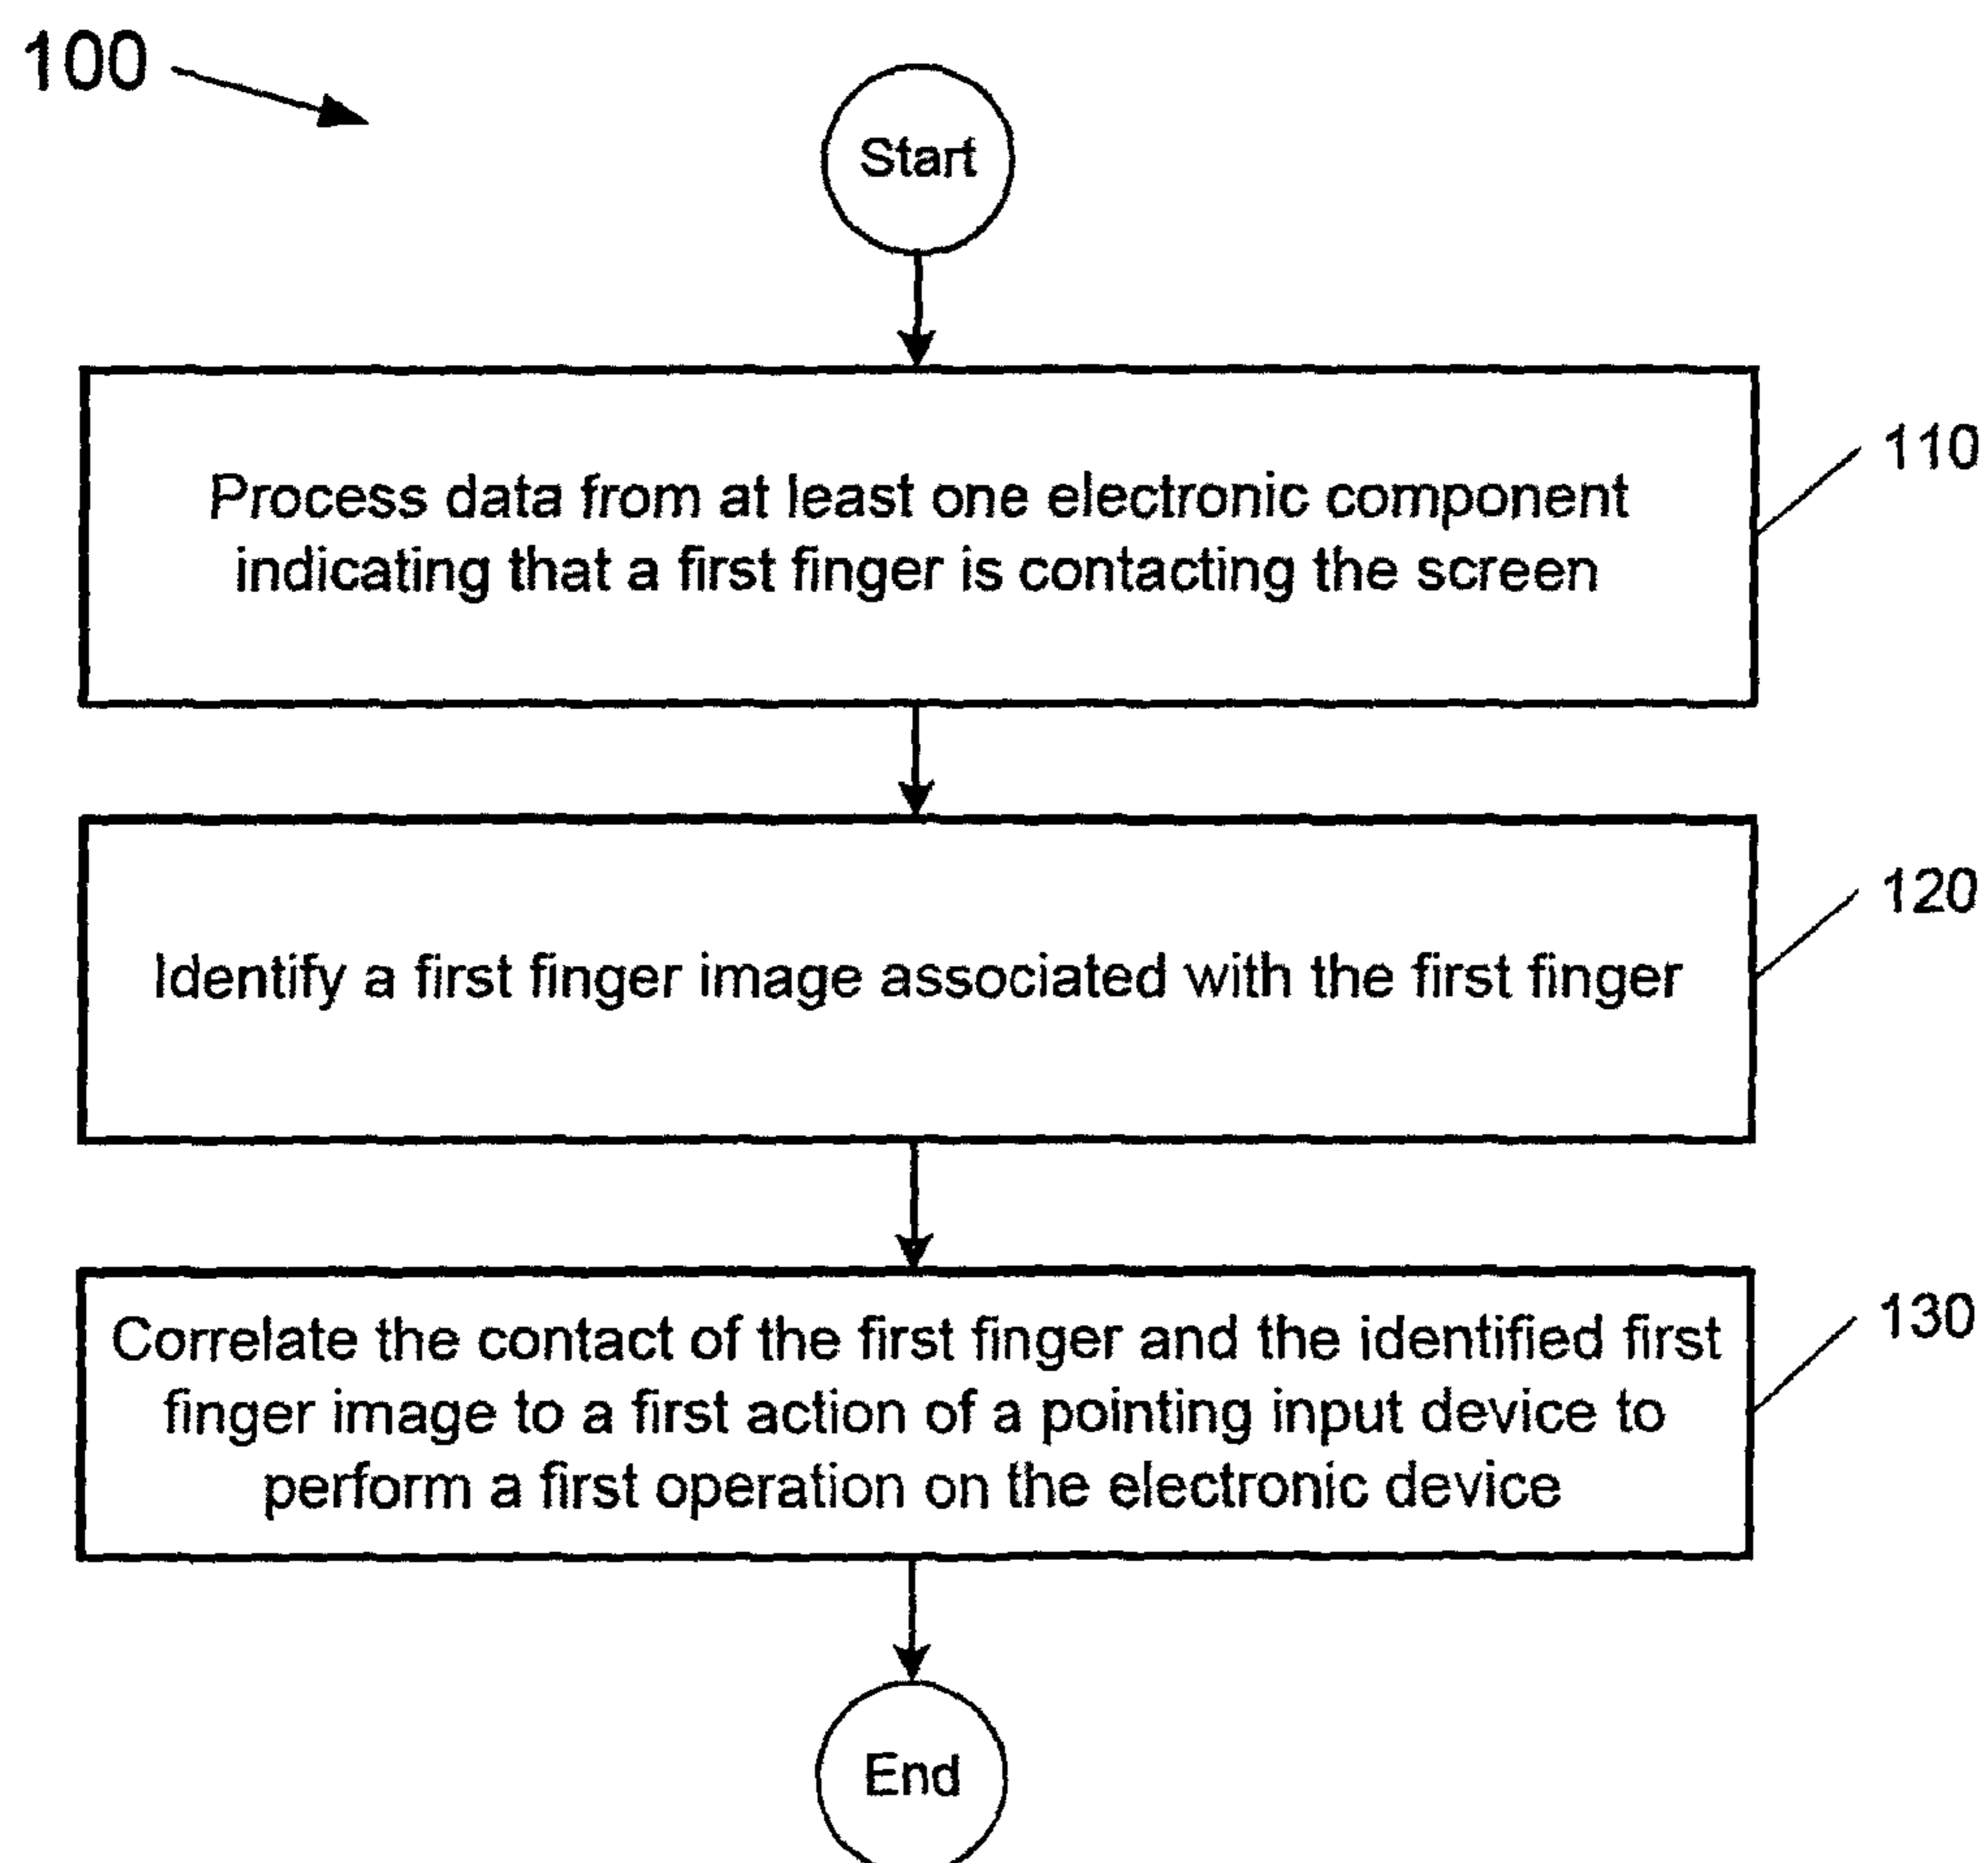 100
Start
Process data from at least one electronic component
indicating that a first finger is contacting the screen
110
Identify a first finger image associated with the first finger
120
Correlate the contact of the first finger and the identified first
finger image to a first action of a pointing input device to
perform a first operation on the electronic device
130
End